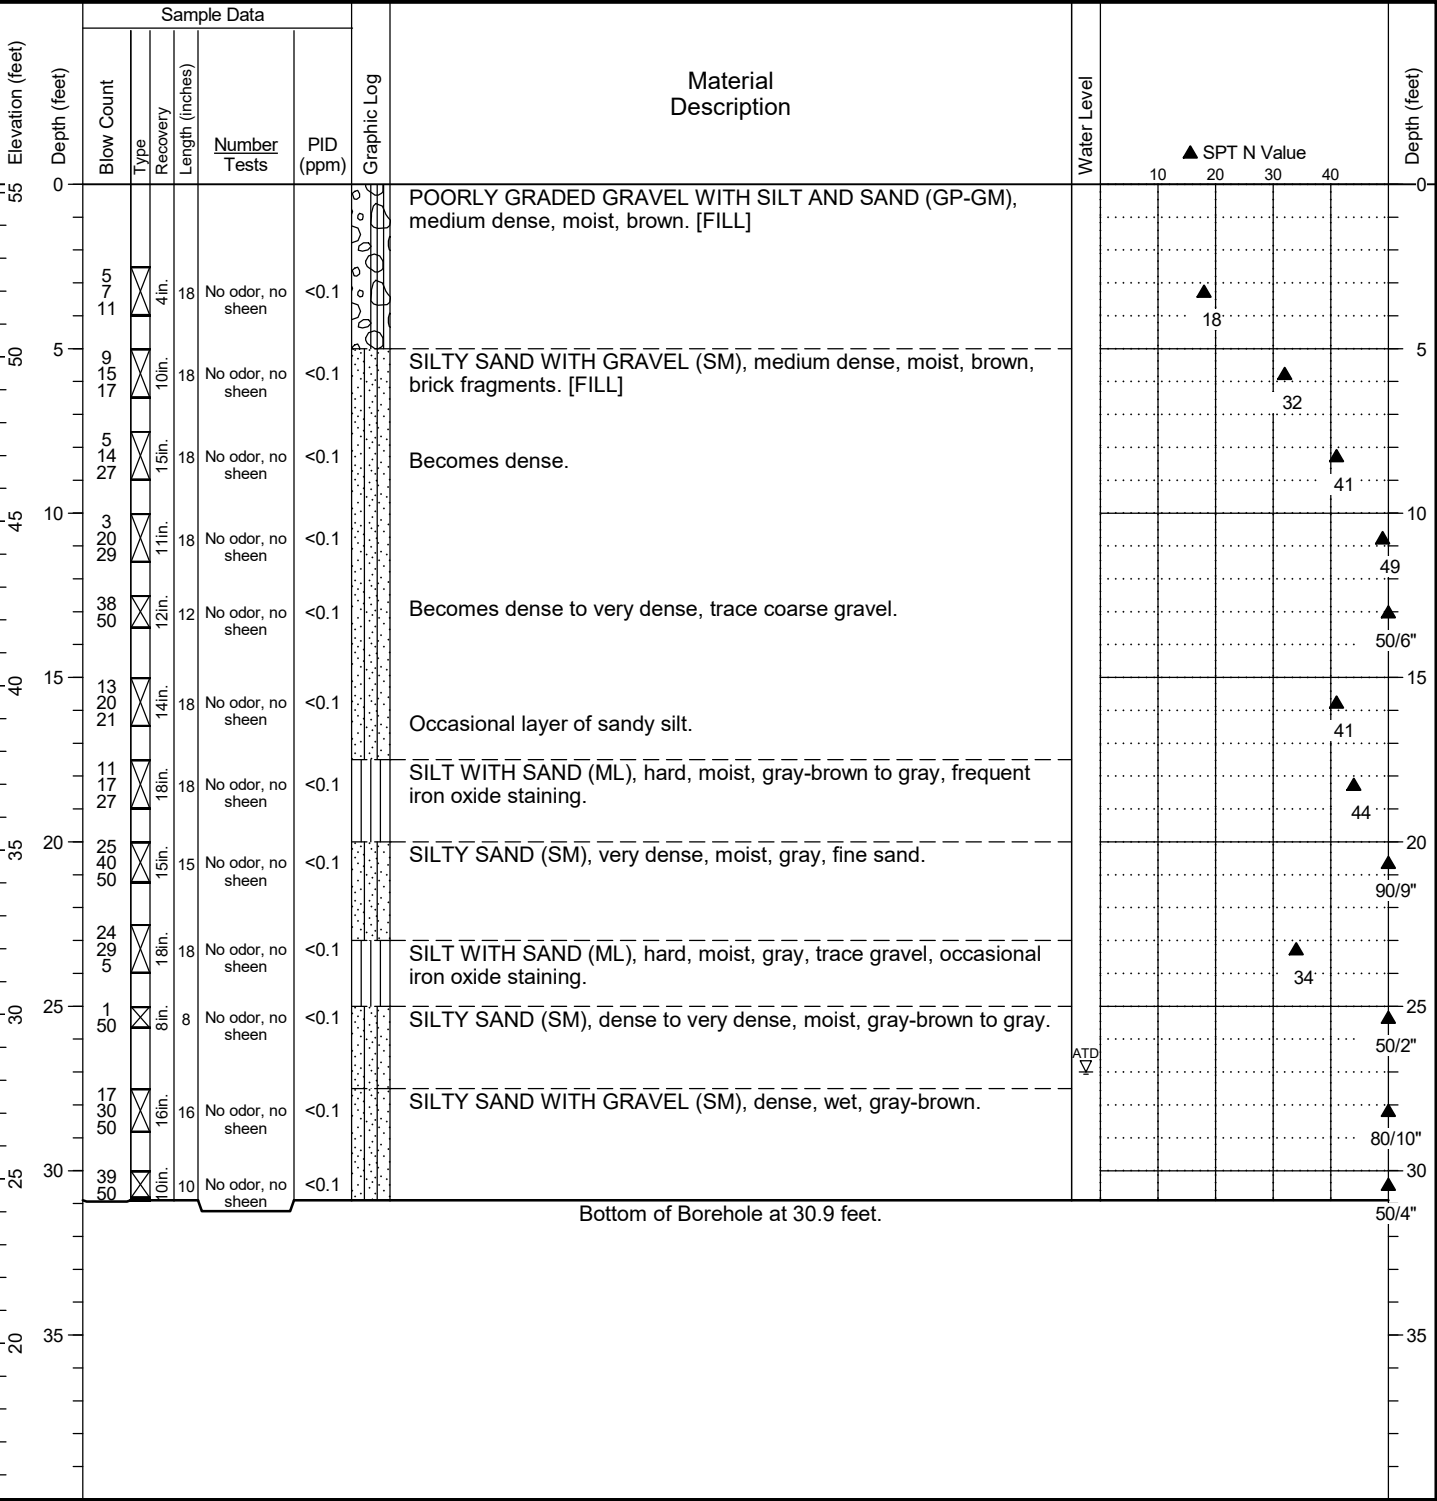 Sample Data
Elevation (feet)
Depth (feet)
Blow Count
Type
Recovery
Length (inches)
Number
Tests
PID
(ppm)
Graphic Log
Material
Description
Water Level
▲ SPT N Value
10 20 30 40
Depth (feet)
55 0 0
POORLY GRADED GRAVEL WITH SILT AND SAND (GP-GM),
medium dense, moist, brown. [FILL]
5
7
11
4in. 18 No odor, no
sheen
<0.1
18
50 5 5
9
15
17
10in. 18 No odor, no
sheen
<0.1
SILTY SAND WITH GRAVEL (SM), medium dense, moist, brown,
brick fragments. [FILL]
32
5
14
27
15in. 18 No odor, no
sheen
<0.1
Becomes dense.
41
45 10 10
3
20
29
11in. 18 No odor, no
sheen
<0.1
49
38
50
12in. 12 No odor, no
sheen
<0.1
Becomes dense to very dense, trace coarse gravel.
50/6"
40 15 15
13
20
21
14in. 18 No odor, no
sheen
<0.1
Occasional layer of sandy silt.
41
11
17
27
18in. 18 No odor, no
sheen
<0.1
SILT WITH SAND (ML), hard, moist, gray-brown to gray, frequent
iron oxide staining.
44
35 20 20
25
40
50
15in. 15 No odor, no
sheen
<0.1
SILTY SAND (SM), very dense, moist, gray, fine sand.
90/9"
24
29
5
18in. 18 No odor, no
sheen
<0.1
SILT WITH SAND (ML), hard, moist, gray, trace gravel, occasional
iron oxide staining.
34
30 25 25
1
50
8in. 8 No odor, no
sheen
<0.1
SILTY SAND (SM), dense to very dense, moist, gray-brown to gray.
50/2"
ATD
17
30
50
16in. 16 No odor, no
sheen
<0.1
SILTY SAND WITH GRAVEL (SM), dense, wet, gray-brown.
80/10"
25 30 30
39
50
10in. 10 No odor, no
sheen
<0.1
50/4"
Bottom of Borehole at 30.9 feet.
20 35 35